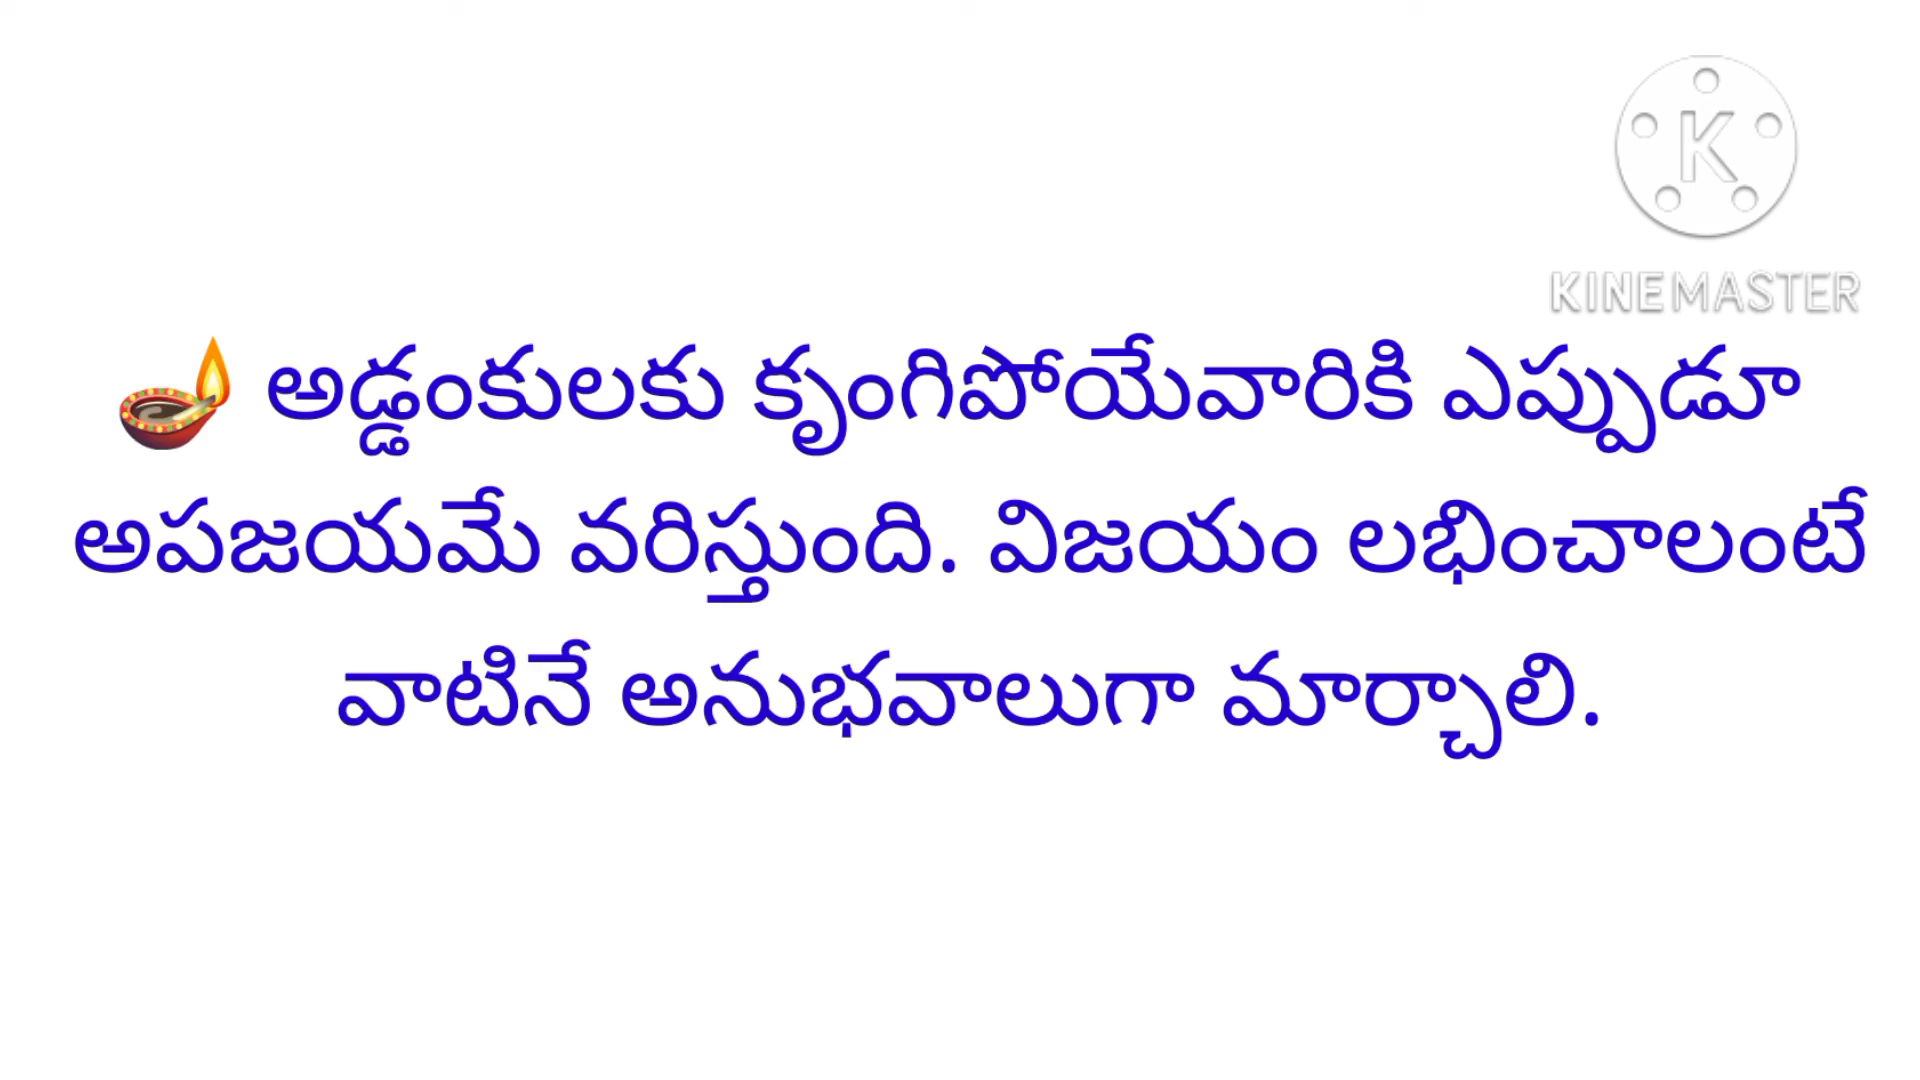 KINEMASTER
🪔 అడ్డంకులకు కృంగిపోయేవారికి ఎప్పుడూ
అపజయమే వరిస్తుంది. విజయం లభించాలంటే
వాటినే అనుభవాలుగా మార్చాలి.